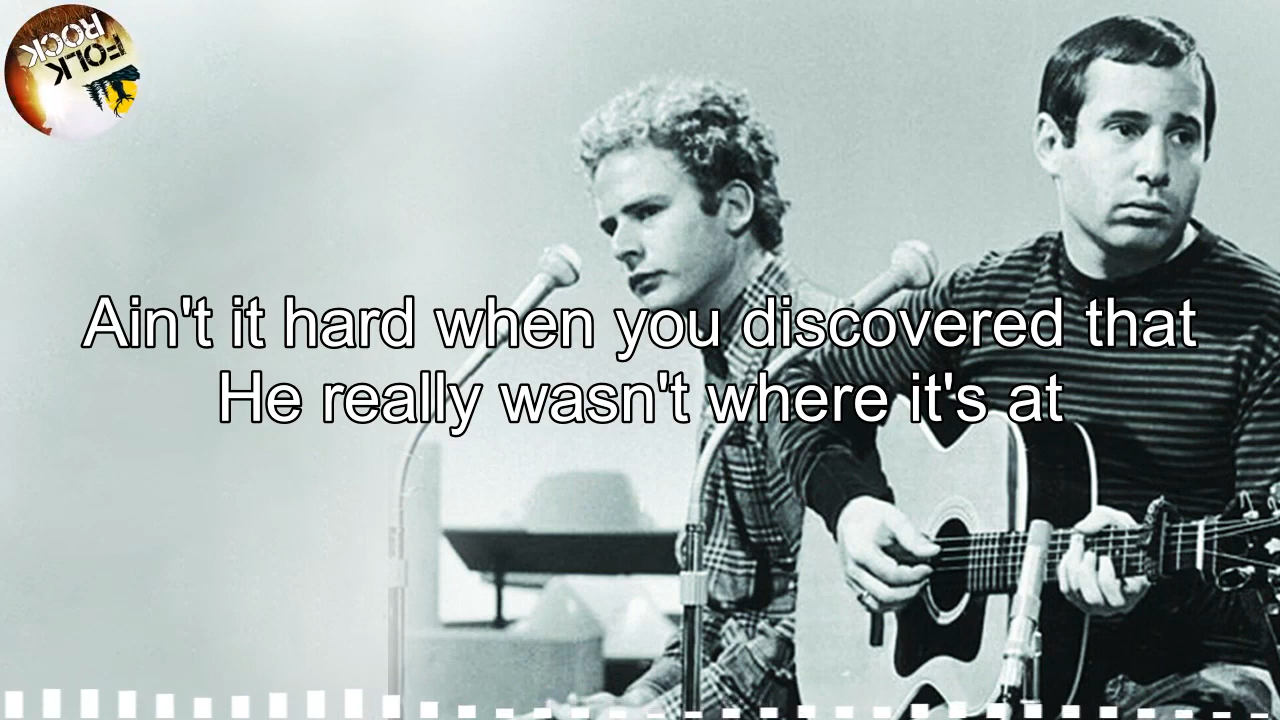 ROCK
FOLK
Ain't it hard when you discovered that
He really wasn't where it's at